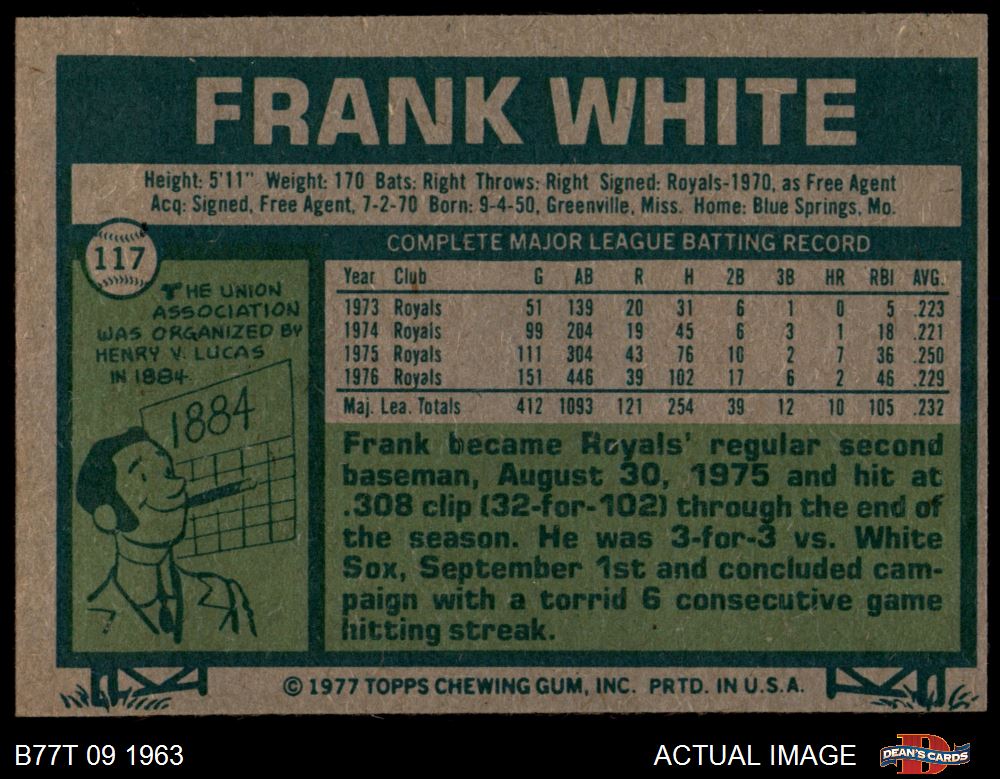 FRANK WHITE
Height: 5'11" Weight: 170 Bats: Right Throws: Right Signed: Royals-1970, as Free Agent
Acq: Signed, Free Agent, 7-2-70 Born: 9-4-50, Greenville, Miss. Home: Blue Springs, Mo.
117
THE UNION
ASSOCIATION
WAS ORGANIZED BY
HENRY V. LUCAS
IN 1884.
1884
COMPLETE MAJOR LEAGUE BATTING RECORD
Year Club G AB R H 2B 3B HR RBI AVG.
1973 Royals 51 139 20 31 6 1 0 5 .223
1974 Royals 99 204 19 45 6 3 1 18 .221
1975 Royals 111 304 43 76 10 2 7 36 .250
1976 Royals 151 446 39 102 17 6 2 46 .229
Maj. Lea. Totals 412 1093 121 254 39 12 10 105 .232
Frank became Royals' regular second
baseman, August 30, 1975 and hit at
.308 clip (32-for-102) through the end of
the season. He was 3-for-3 vs. White
Sox, September 1st and concluded cam-
paign with a torrid 6 consecutive game
hitting streak.
© 1977 TOPPS CHEWING GUM, INC. PRTD. IN U.S.A.
B77T 09 1963
ACTUAL IMAGE
D
DEAN'S CARDS